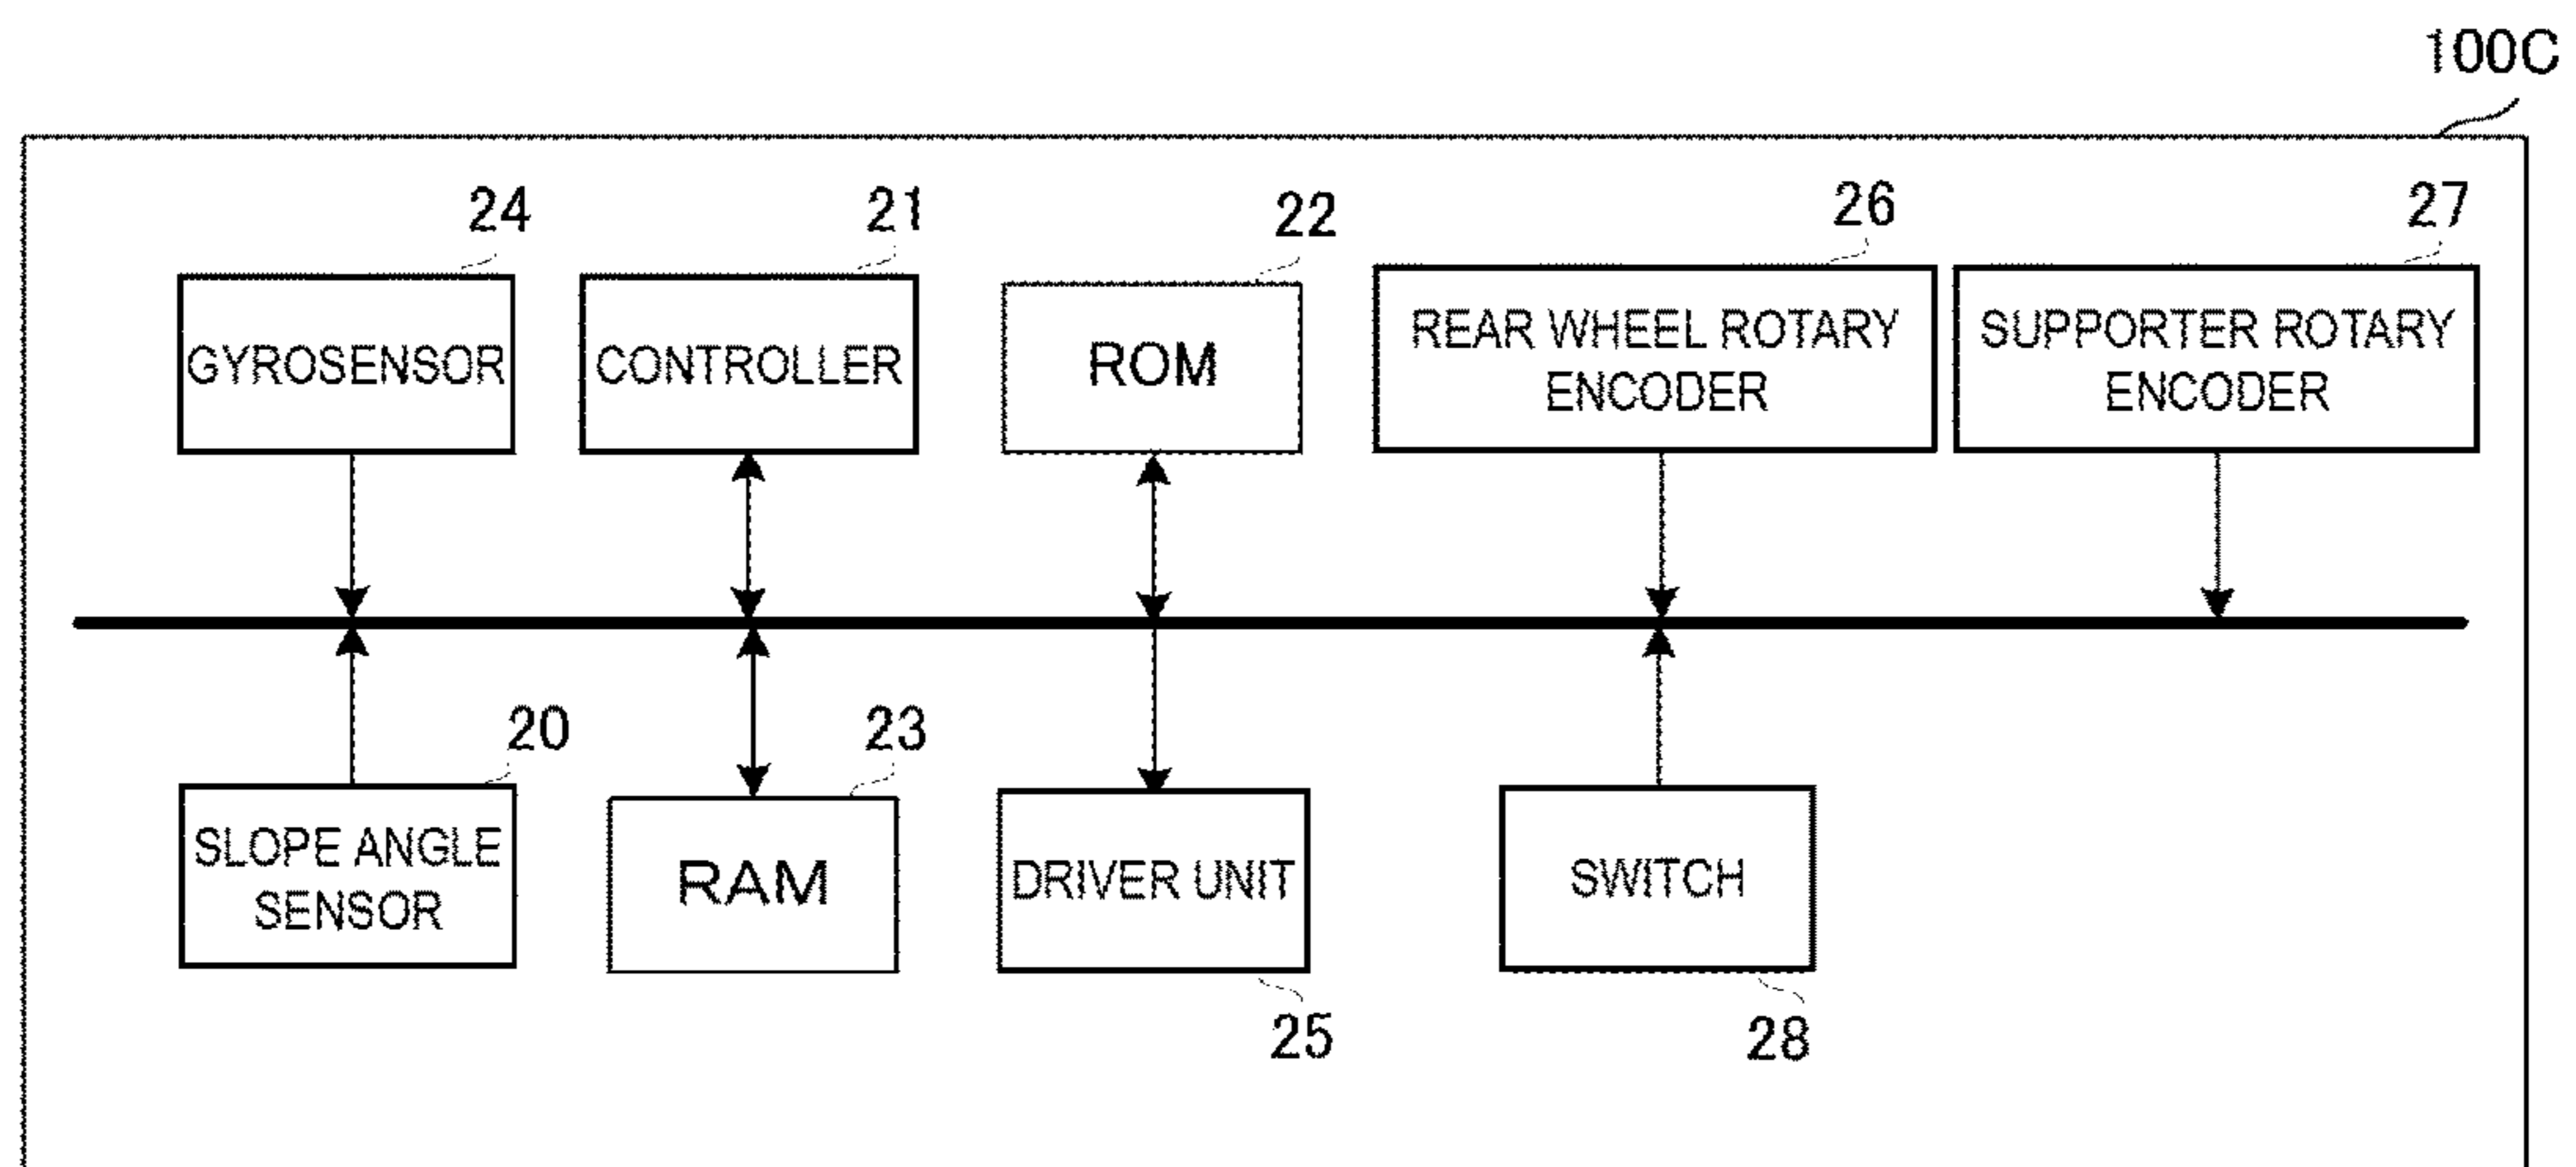 100C
24
21
22
26
27
GYROSENSOR
CONTROLLER
ROM
REAR WHEEL ROTARY
ENCODER
SUPPORTER ROTARY
ENCODER
20
23
SLOPE ANGLE
SENSOR
RAM
DRIVER UNIT
SWITCH
25
28